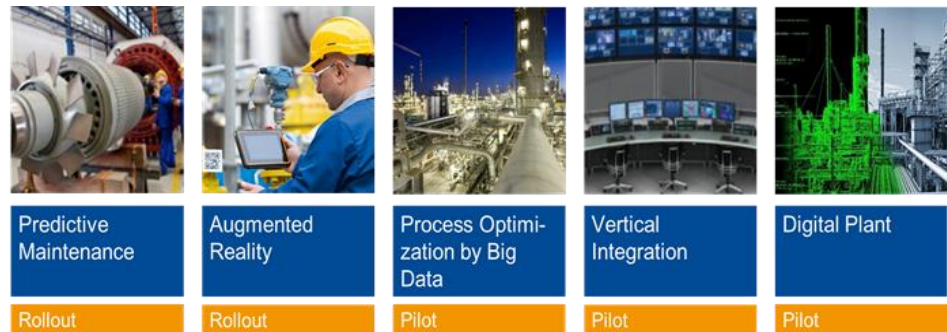 Predictive
Maintenance
Augmented
Reality
Process Optimi-
zation by Big
Data
Vertical
Integration
Digital Plant
Rollout
Rollout
Pilot
Pilot
Pilot